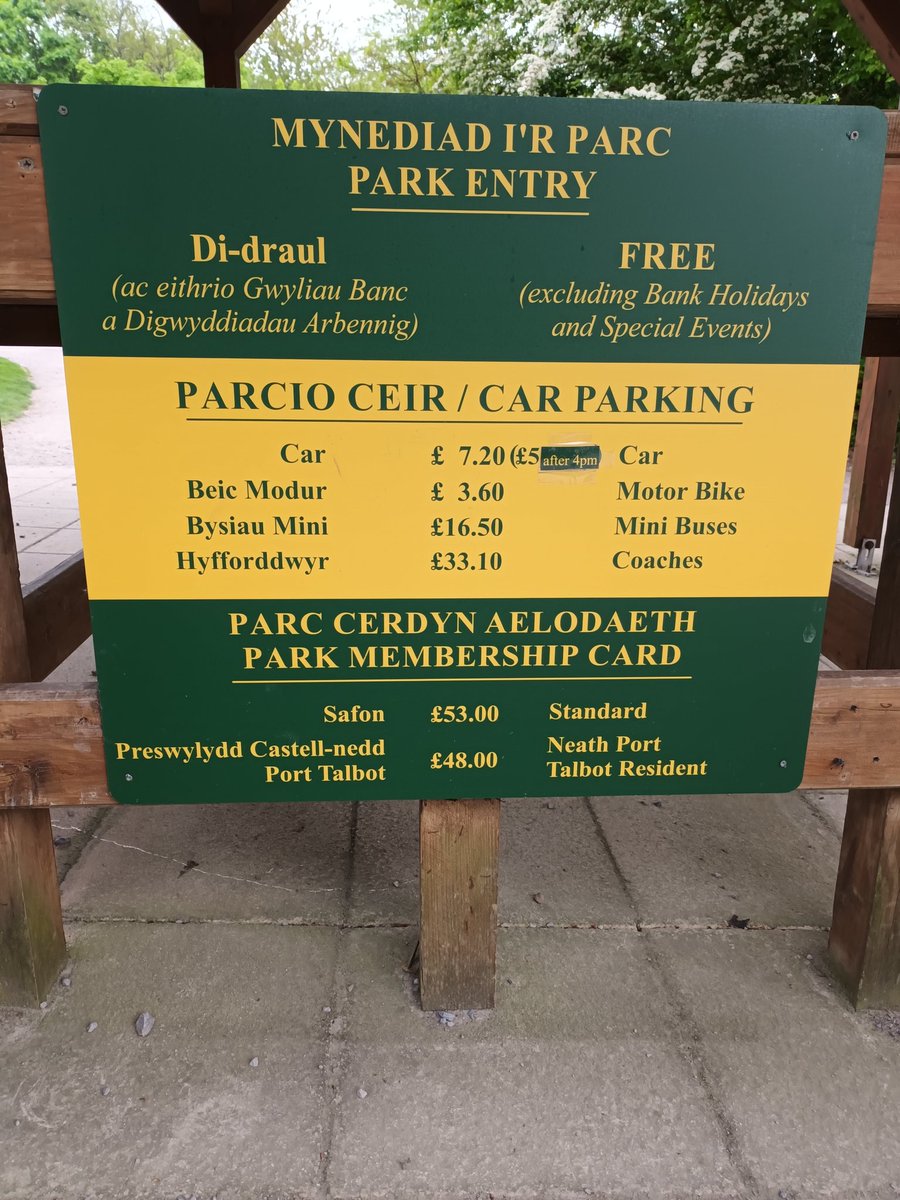 MYNEDIAD I'R PARC
PARK ENTRY
Di-draul
(ac eithrio Gwyliau Banc
a Digwyddiadau Arbennig)
FREE
(excluding Bank Holidays
and Special Events)
PARCIO CEIR / CAR PARKING
Car £ 7.20 (£5 after 4pm Car
Beic Modur £ 3.60 Motor Bike
Bysiau Mini £16.50 Mini Buses
Hyfforddwyr £33.10 Coaches
PARC CERDYN AELODAETH
PARK MEMBERSHIP CARD
Safon £53.00 Standard
Preswylydd Castell-nedd
Port Talbot
£48.00
Neath Port
Talbot Resident